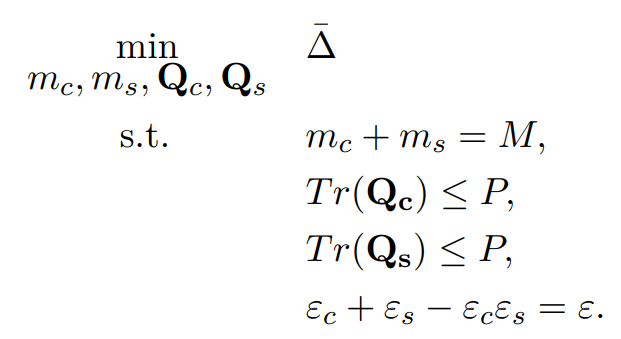 min Δ̄
m_c, m_s, Q_c, Q_s
s.t. m_c + m_s = M,
Tr(Q_c) ≤ P,
Tr(Q_s) ≤ P,
ε_c + ε_s − ε_cε_s = ε.